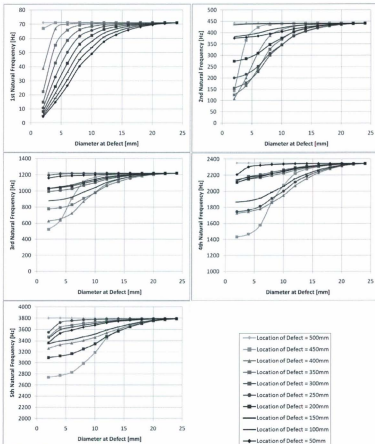 1st Natural Frequency [Hz]
80
70
60
50
40
30
20
10
0
0 5 10 15 20 25
Diameter at Defect [mm]
2nd Natural Frequency [Hz]
500
450
400
350
300
250
200
150
100
50
0
0 5 10 15 20 25
Diameter at Defect [mm]
3rd Natural Frequency [Hz]
1400
1200
1000
800
600
400
200
0
0 5 10 15 20 25
Diameter at Defect [mm]
4th Natural Frequency [Hz]
2400
2200
2000
1800
1600
1400
1200
1000
0 5 10 15 20 25
Diameter at Defect [mm]
5th Natural Frequency [Hz]
4000
3800
3600
3400
3200
3000
2800
2600
2400
2200
2000
0 5 10 15 20 25
Diameter at Defect [mm]
Location of Defect = 500mm
Location of Defect = 450mm
Location of Defect = 400mm
Location of Defect = 350mm
Location of Defect = 300mm
Location of Defect = 250mm
Location of Defect = 200mm
Location of Defect = 150mm
Location of Defect = 100mm
Location of Defect = 50mm